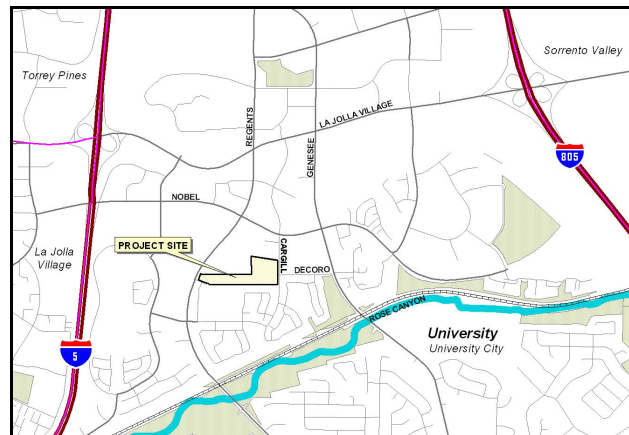 Torrey Pines
Sorrento Valley
REGENTS
LA JOLLA VILLAGE
GENESEE
805
NOBEL
PROJECT SITE
La Jolla
Village
CARGILL
DECORO
ROSE CANYON
University
University City
5